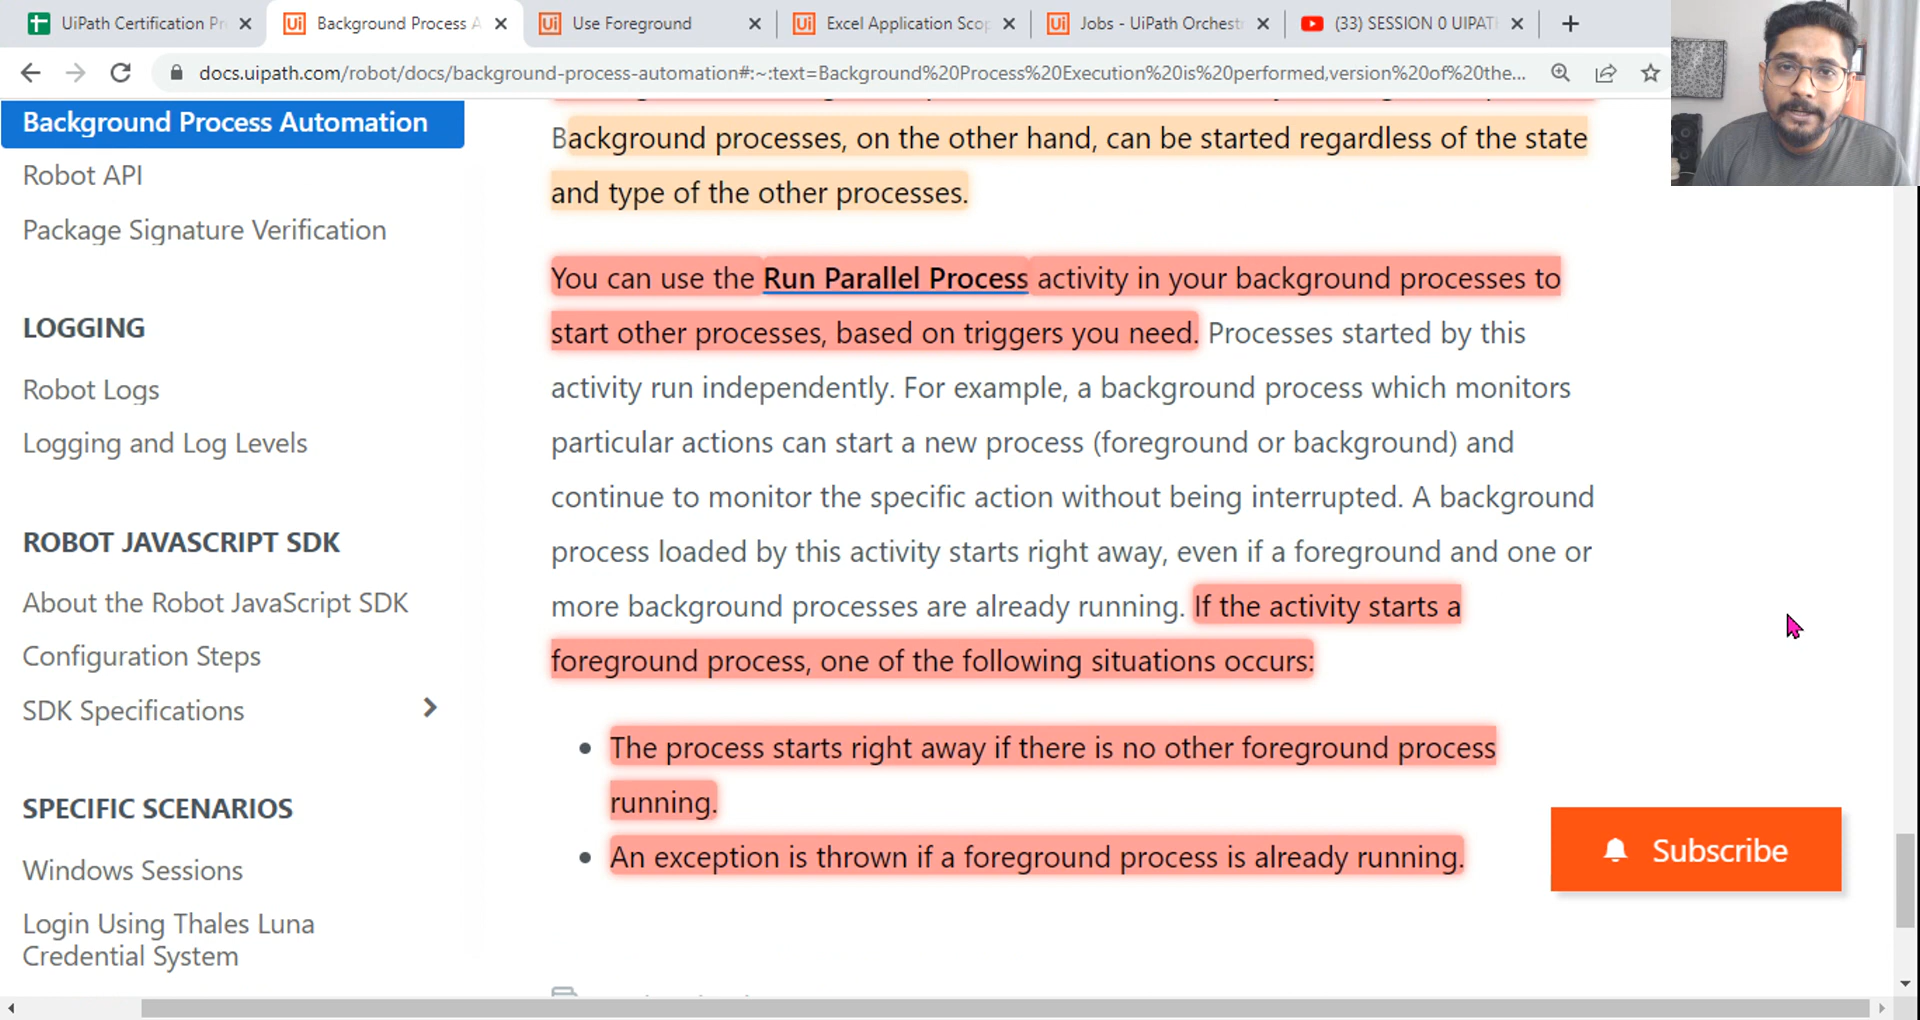 UiPath Certification Pr
Background Process A
Use Foreground
Excel Application Scop
Jobs - UiPath Orchest
(33) SESSION 0 UIPAT
docs.uipath.com/robot/docs/background-process-automation#:~:text=Background%20Process%20Execution%20is%20performed,version%20of%20the...
Background Process Automation
Robot API
Package Signature Verification
LOGGING
Robot Logs
Logging and Log Levels
ROBOT JAVASCRIPT SDK
About the Robot JavaScript SDK
Configuration Steps
SDK Specifications
SPECIFIC SCENARIOS
Windows Sessions
Login Using Thales Luna
Credential System
Background processes, on the other hand, can be started regardless of the state
and type of the other processes.
You can use the Run Parallel Process activity in your background processes to
start other processes, based on triggers you need. Processes started by this
activity run independently. For example, a background process which monitors
particular actions can start a new process (foreground or background) and
continue to monitor the specific action without being interrupted. A background
process loaded by this activity starts right away, even if a foreground and one or
more background processes are already running. If the activity starts a
foreground process, one of the following situations occurs:
• The process starts right away if there is no other foreground process
running.
• An exception is thrown if a foreground process is already running.
Subscribe